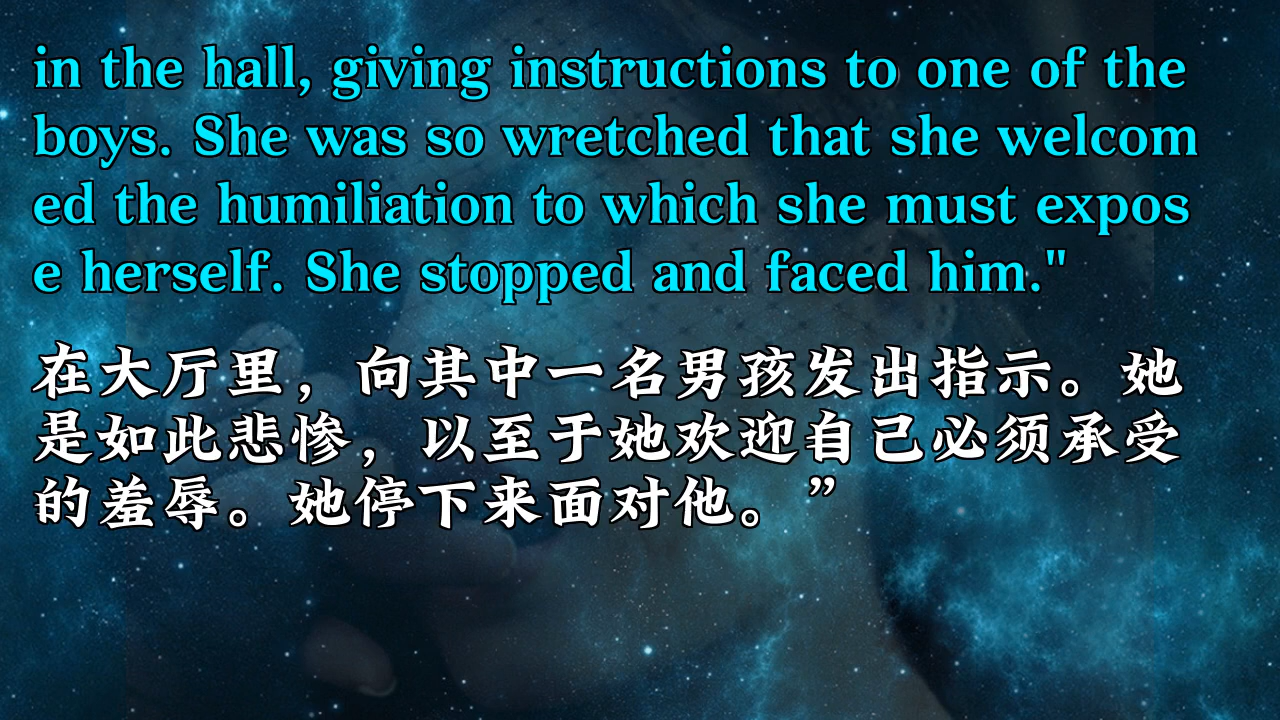 in the hall, giving instructions to one of the
boys. She was so wretched that she welcom
ed the humiliation to which she must expos
e herself. She stopped and faced him."
在大厅里，向其中一名男孩发出指示。她
是如此悲惨，以至于她欢迎自己必须承受
的羞辱。她停下来面对他。”